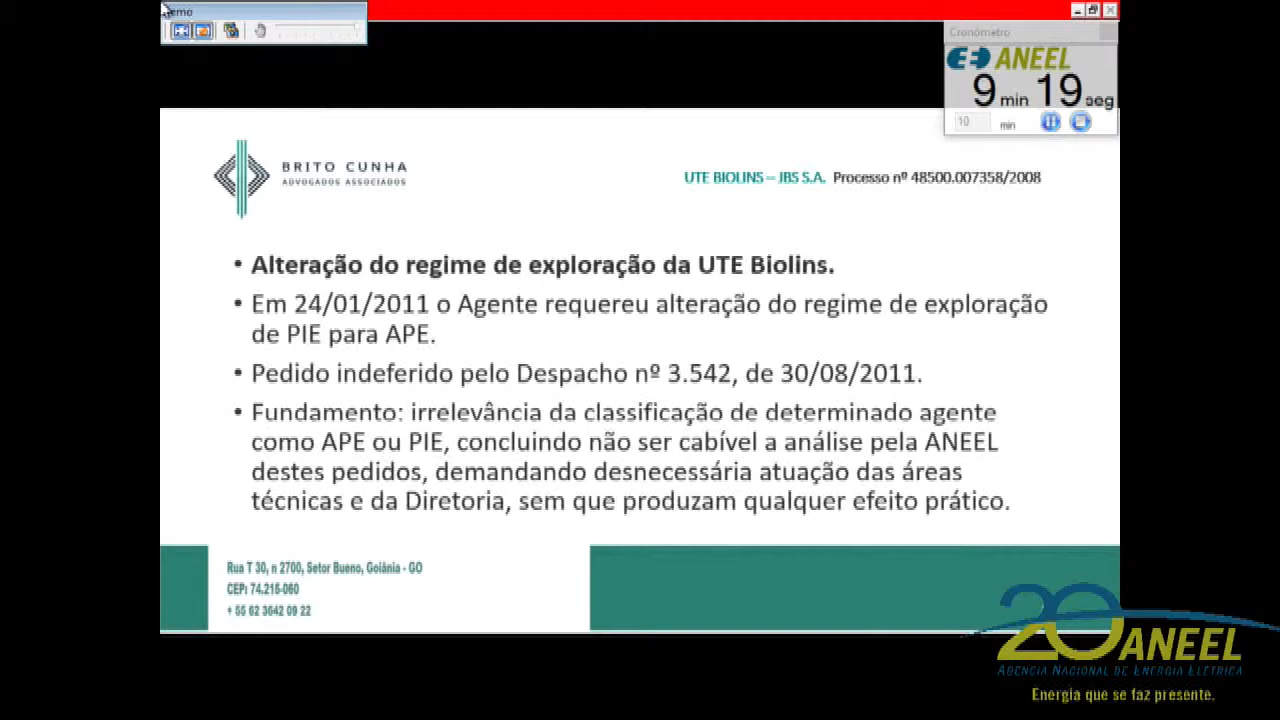 Cronômetro
ANEEL
9 min 19 seg
10 min
BRITO CUNHA
ADVOGADOS ASSOCIADOS
UTE BIOLINS – JBS S.A. Processo nº 48500.007358/2008
• Alteração do regime de exploração da UTE Biolins.
• Em 24/01/2011 o Agente requereu alteração do regime de exploração
de PIE para APE.
• Pedido indeferido pelo Despacho nº 3.542, de 30/08/2011.
• Fundamento: irrelevância da classificação de determinado agente
como APE ou PIE, concluindo não ser cabível a análise pela ANEEL
destes pedidos, demandando desnecessária atuação das áreas
técnicas e da Diretoria, sem que produzam qualquer efeito prático.
Rua T 30, n 2700, Setor Bueno, Goiânia - GO
CEP: 74.215-060
+ 55 62 3642 09 22
20 ANEEL
AGÊNCIA NACIONAL DE ENERGIA ELÉTRICA
Energia que se faz presente.